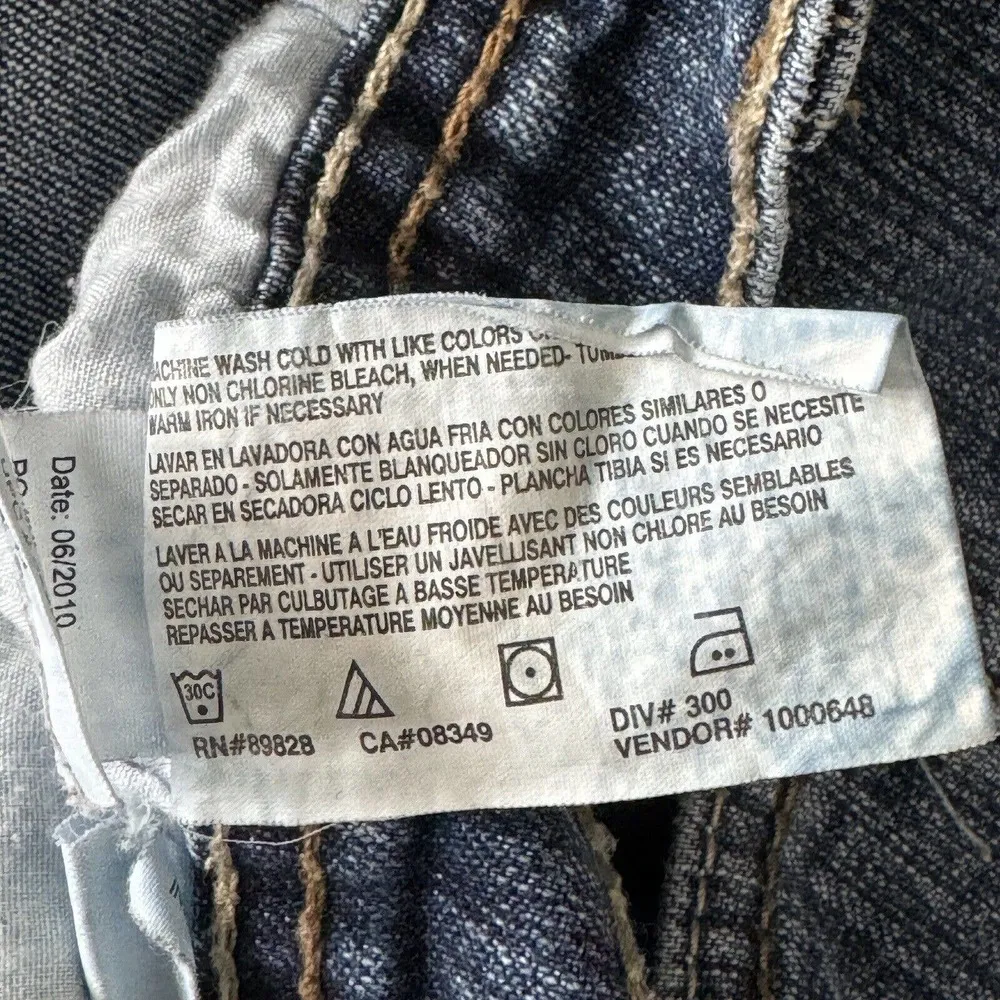 MACHINE WASH COLD WITH LIKE COLORS
ONLY NON CHLORINE BLEACH, WHEN NEEDED-
WARM IRON IF NECESSARY
LAVAR EN LAVADORA CON AGUA FRIA CON COLORES SIMILARES O
SEPARADO - SOLAMENTE BLANQUEADOR SIN CLORO CUANDO SE NECESITE
SECAR EN SECADORA CICLO LENTO - PLANCHA TIBIA SI ES NECESARIO
LAVER A LA MACHINE A L'EAU FROIDE AVEC DES COULEURS SEMBLABLES
OU SEPAREMENT - UTILISER UN JAVELLISANT NON CHLORE AU BESOIN
SECHAR PAR CULBUTAGE A BASSE TEMPERATURE
REPASSER A TEMPERATURE MOYENNE AU BESOIN
30C
RN#89828 CA#08349
DIV# 300
VENDOR# 1000648
Date: 06/2010